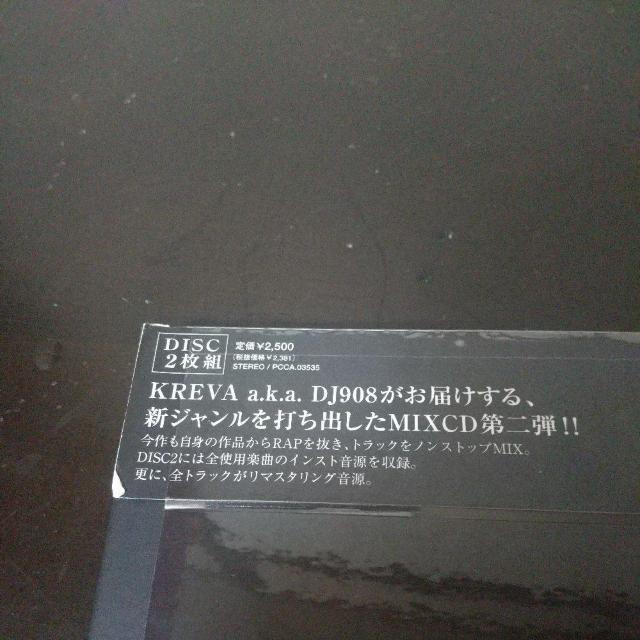 DISC
2枚組
定価￥2,500
(税抜価格￥2,381)
STEREO / PCCA.03535
KREVA a.k.a. DJ908がお届けする、
新ジャンルを打ち出したMIXCD第二弾!!
今作も自身の作品からRAPを抜き、トラックをノンストップMIX。
DISC2には全使用楽曲のインスト音源を収録。
更に、全トラックがリマスタリング音源。